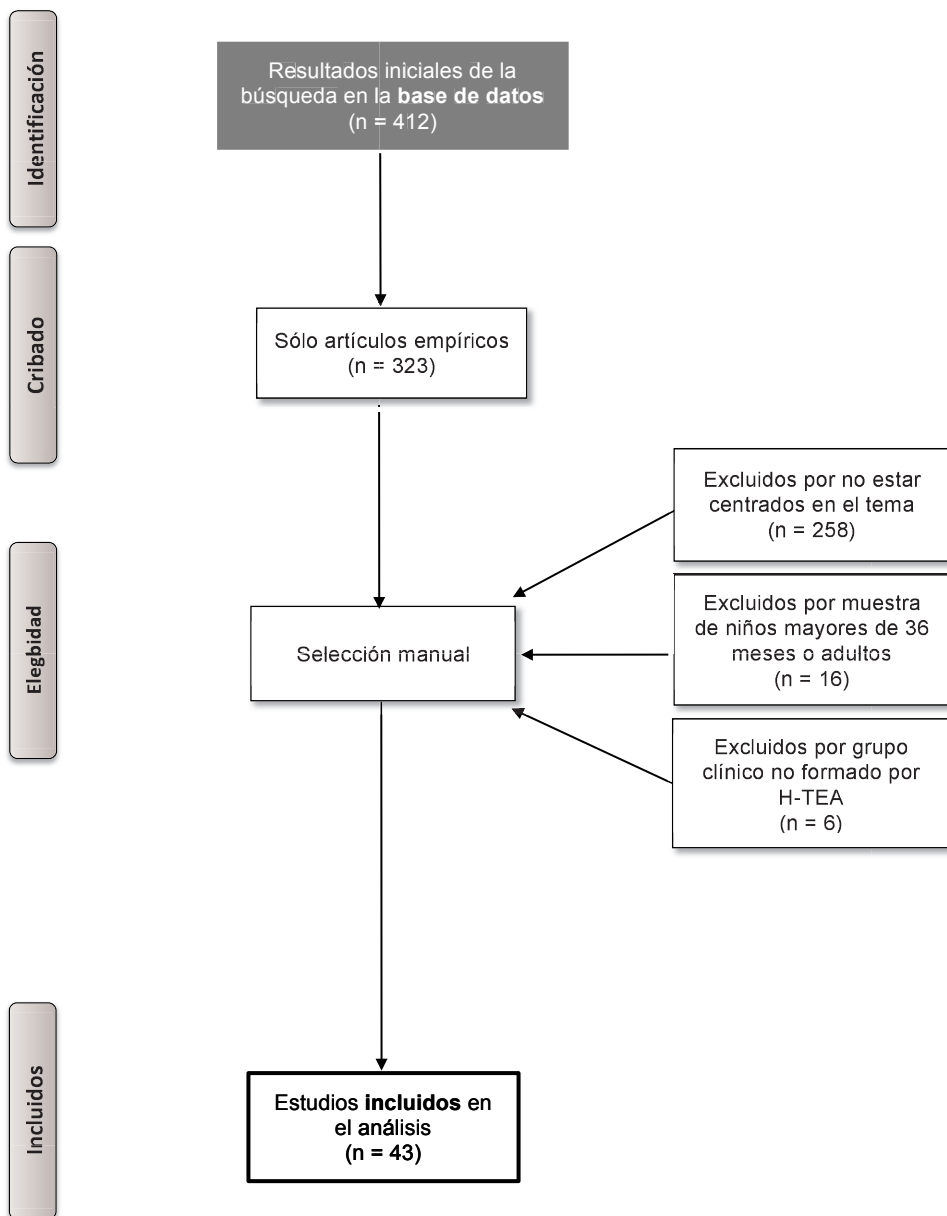 Identificación
Resultados iniciales de la
búsqueda en la base de datos
(n = 412)
Cribado
Sólo artículos empíricos
(n = 323)
Excluidos por no estar
centrados en el tema
(n = 258)
Elegbidad
Selección manual
Excluidos por muestra
de niños mayores de 36
meses o adultos
(n = 16)
Excluidos por grupo
clínico no formado por
H-TEA
(n = 6)
Incluidos
Estudios incluidos en
el análisis
(n = 43)